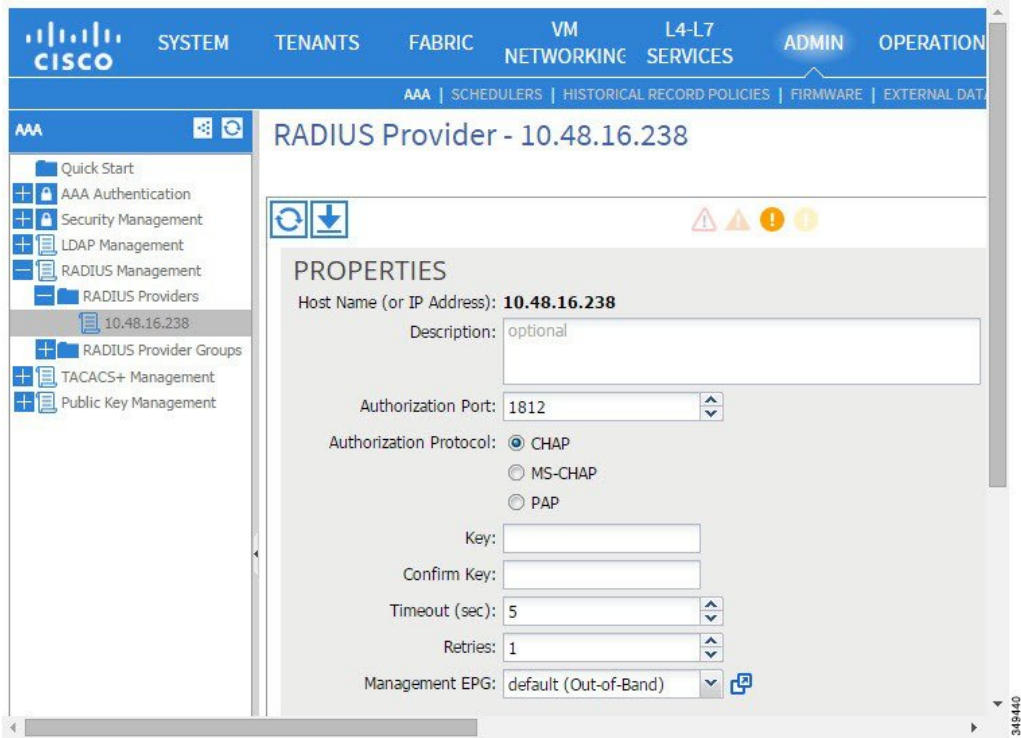 CISCO SYSTEM TENANTS FABRIC VM NETWORKING L4-L7 SERVICES ADMIN OPERATION
AAA | SCHEDULERS | HISTORICAL RECORD POLICIES | FIRMWARE | EXTERNAL DATA
AAA
Quick Start
AAA Authentication
Security Management
LDAP Management
RADIUS Management
RADIUS Providers
10.48.16.238
RADIUS Provider Groups
TACACS+ Management
Public Key Management
RADIUS Provider - 10.48.16.238
PROPERTIES
Host Name (or IP Address): 10.48.16.238
Description: optional
Authorization Port: 1812
Authorization Protocol: CHAP
MS-CHAP
PAP
Key:
Confirm Key:
Timeout (sec): 5
Retries: 1
Management EPG: default (Out-of-Band)
349440